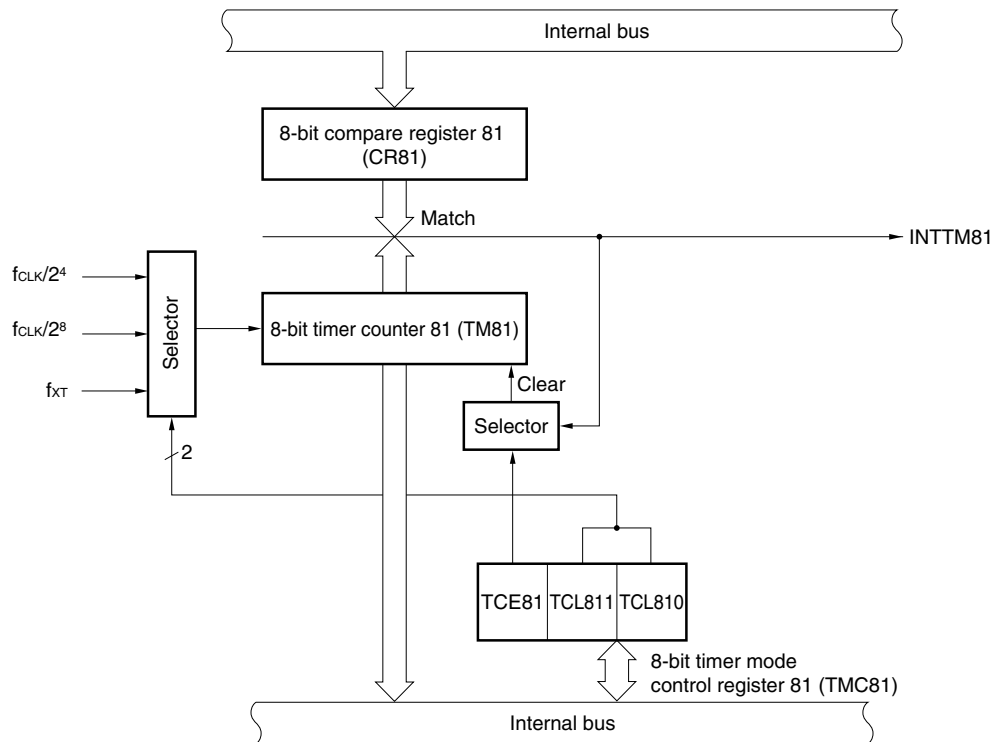 Internal bus
8-bit compare register 81
(CR81)
Match
INTTM81
fCLK/2⁴
fCLK/2⁸
fXT
Selector
8-bit timer counter 81 (TM81)
Clear
Selector
2
TCE81 TCL811 TCL810
8-bit timer mode
control register 81 (TMC81)
Internal bus